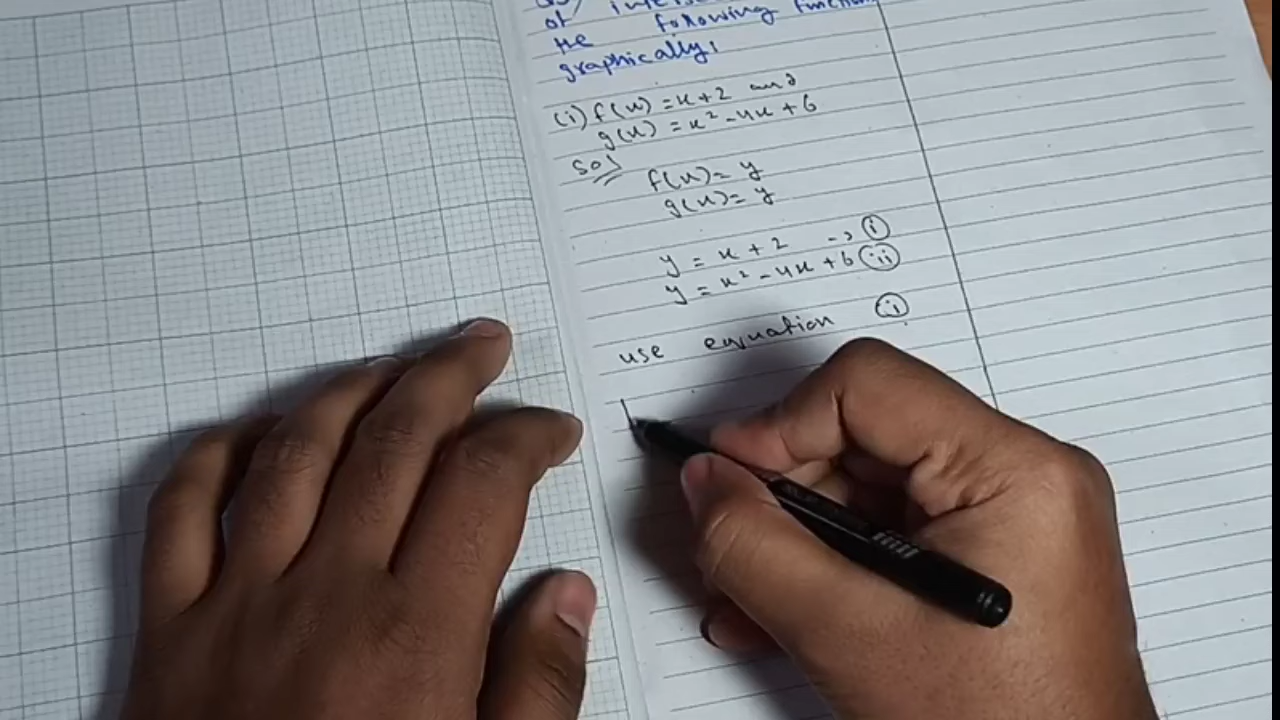 of
the following function
graphically!
(i) f(x) = x+2 and
g(x) = x² - 4x + 6
Sol
f(x) = y
g(x) = y
y = x + 2 → (i)
y = x² - 4x + 6 (ii)
use equation (i)